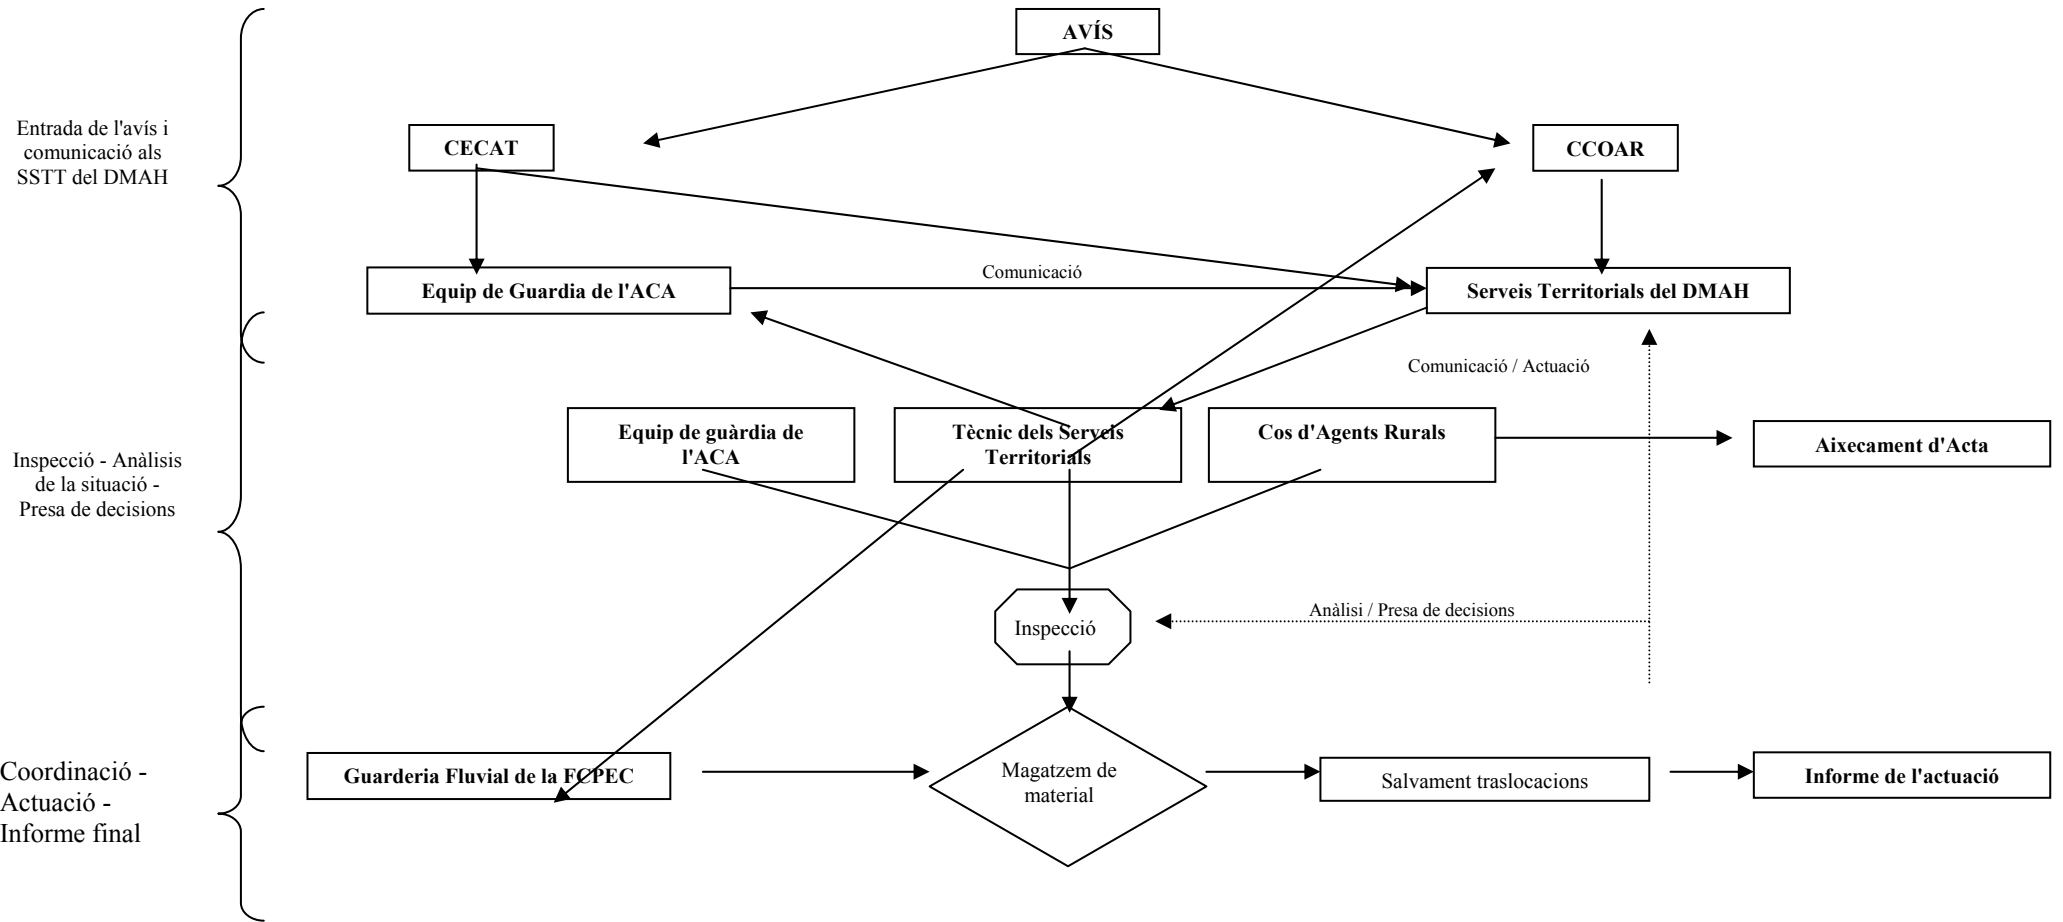 AVÍS
Entrada de l'avís i
comunicació als
SSTT del DMAH
CECAT
CCOAR
Equip de Guardia de l'ACA
Comunicació
Serveis Territorials del DMAH
Comunicació / Actuació
Equip de guàrdia de
l'ACA
Tècnic dels Serveis
Territorials
Cos d'Agents Rurals
Aixecament d'Acta
Inspecció - Anàlisis
de la situació -
Presa de decisions
Anàlisi / Presa de decisions
Inspecció
Coordinació -
Actuació -
Informe final
Guarderia Fluvial de la FCPEC
Magatzem de
material
Salvament traslocacions
Informe de l'actuació